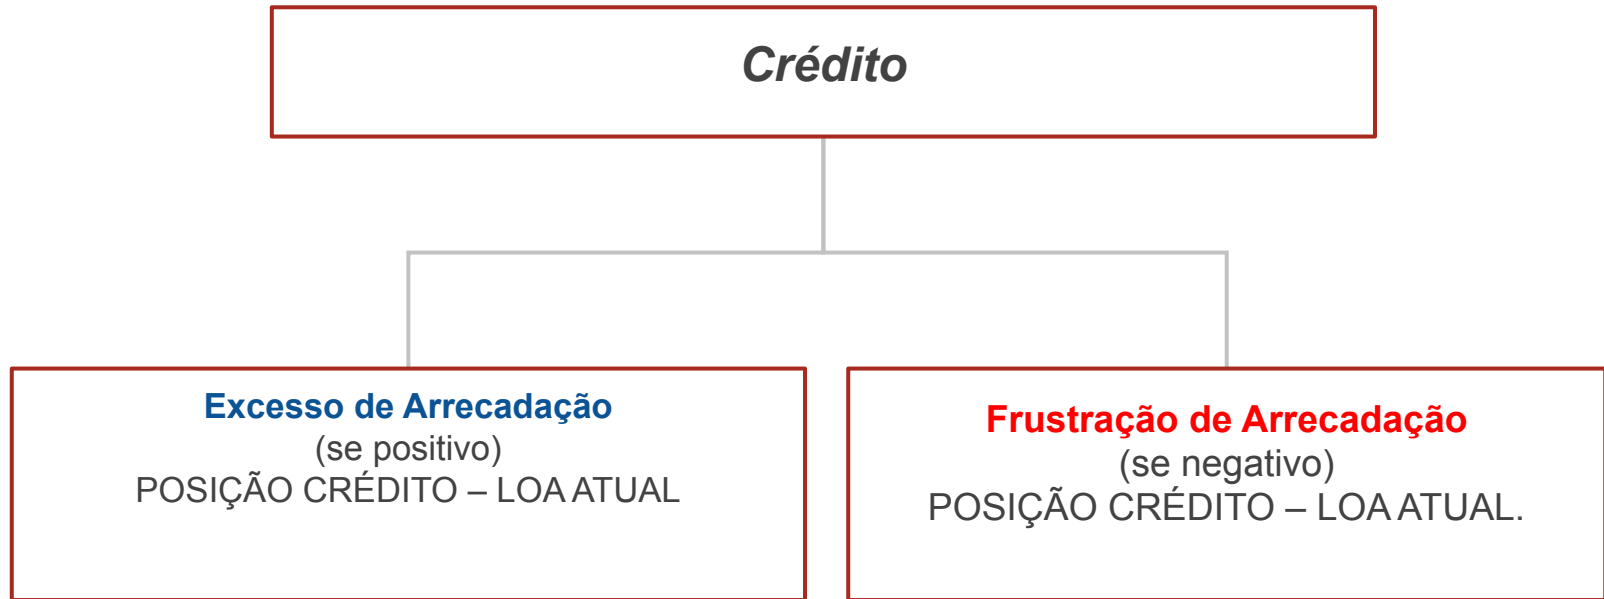 Crédito
Excesso de Arrecadação
(se positivo)
POSIÇÃO CRÉDITO – LOA ATUAL
Frustração de Arrecadação
(se negativo)
POSIÇÃO CRÉDITO – LOA ATUAL.